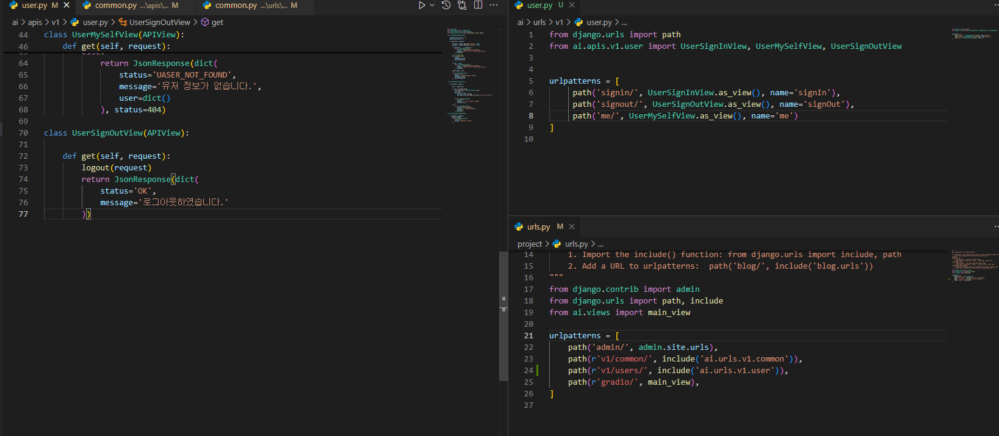 user.py M
common.py ...\apis\... M
common.py ...\urls\... M
ai > apis > v1 > user.py > UserSignOutView > get
44 class UserMySelfView(APIView):
46 def get(self, request):
else:
64 return JsonResponse(dict(
65 status='UASER_NOT_FOUND',
66 message='유저 정보가 없습니다.',
67 user=dict()
68 ), status=404)
69
70 class UserSignOutView(APIView):
71
72 def get(self, request):
73 logout(request)
74 return JsonResponse(dict(
75 status='OK',
76 message='로그아웃하였습니다.'
77 ))
user.py U
ai > urls > v1 > user.py > ...
1 from django.urls import path
2 from ai.apis.v1.user import UserSignInView, UserMySelfView, UserSignOutView
3
4
5 urlpatterns = [
6 path('signin/', UserSignInView.as_view(), name='signIn'),
7 path('signout/', UserSignOutView.as_view(), name='signOut'),
8 path('me/', UserMySelfView.as_view(), name='me')
9 ]
10
urls.py M
project > urls.py > ...
14 1. Import the include() function: from django.urls import include, path
15 2. Add a URL to urlpatterns:  path('blog/', include('blog.urls'))
16 """
17 from django.contrib import admin
18 from django.urls import path, include
19 from ai.views import main_view
20
21 urlpatterns = [
22 path('admin/', admin.site.urls),
23 path(r'v1/common/', include('ai.urls.v1.common')),
24 path(r'v1/users/', include('ai.urls.v1.user')),
25 path(r'gradio/', main_view),
26 ]
27